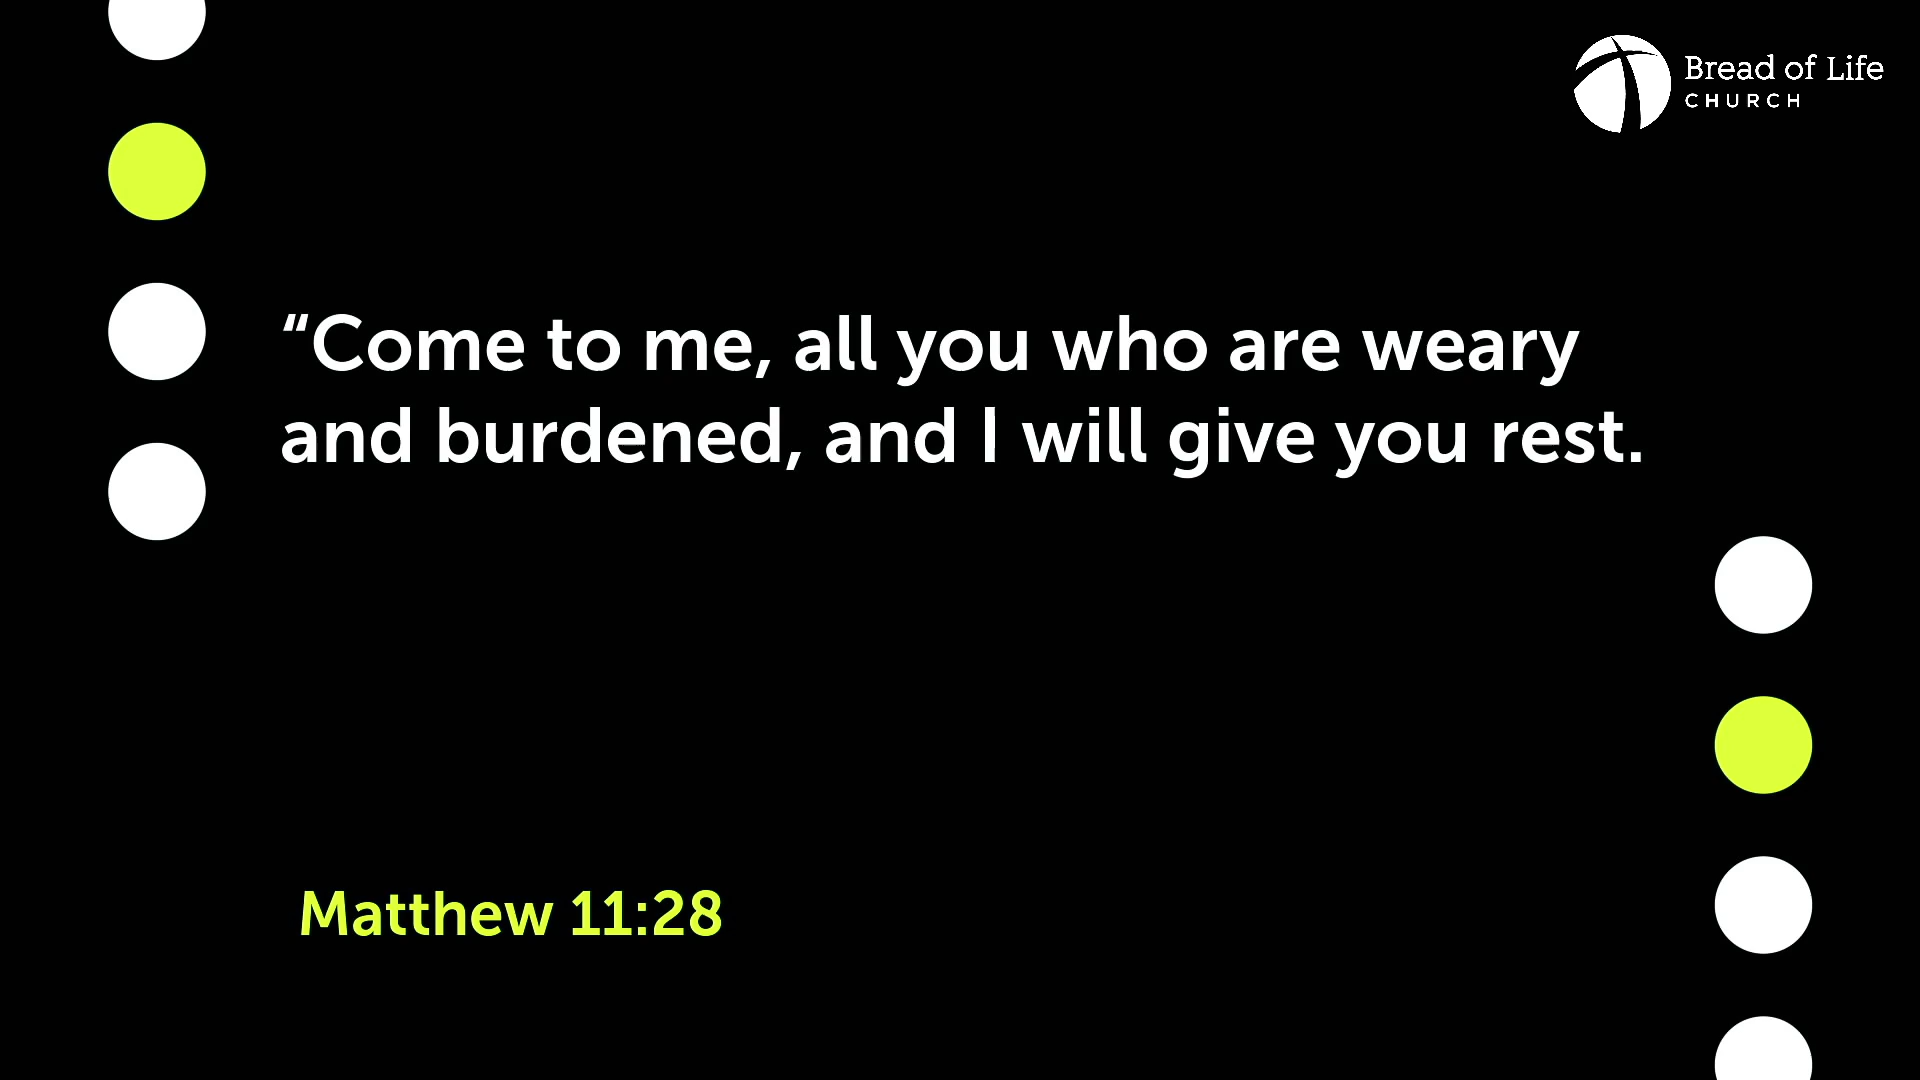 Bread of Life
CHURCH
“Come to me, all you who are weary
and burdened, and I will give you rest.
Matthew 11:28